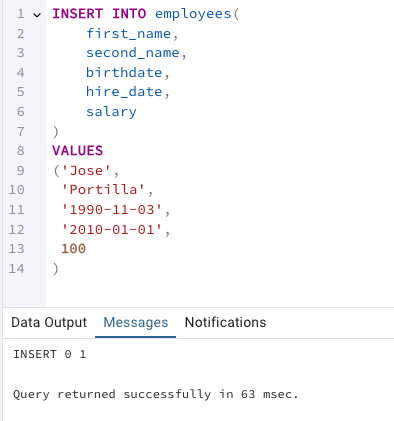 1 INSERT INTO employees(
2 first_name,
3 second_name,
4 birthdate,
5 hire_date,
6 salary
7 )
8 VALUES
9 ('Jose',
10 'Portilla',
11 '1990-11-03',
12 '2010-01-01',
13 100
14 )
Data Output Messages Notifications
INSERT 0 1
Query returned successfully in 63 msec.